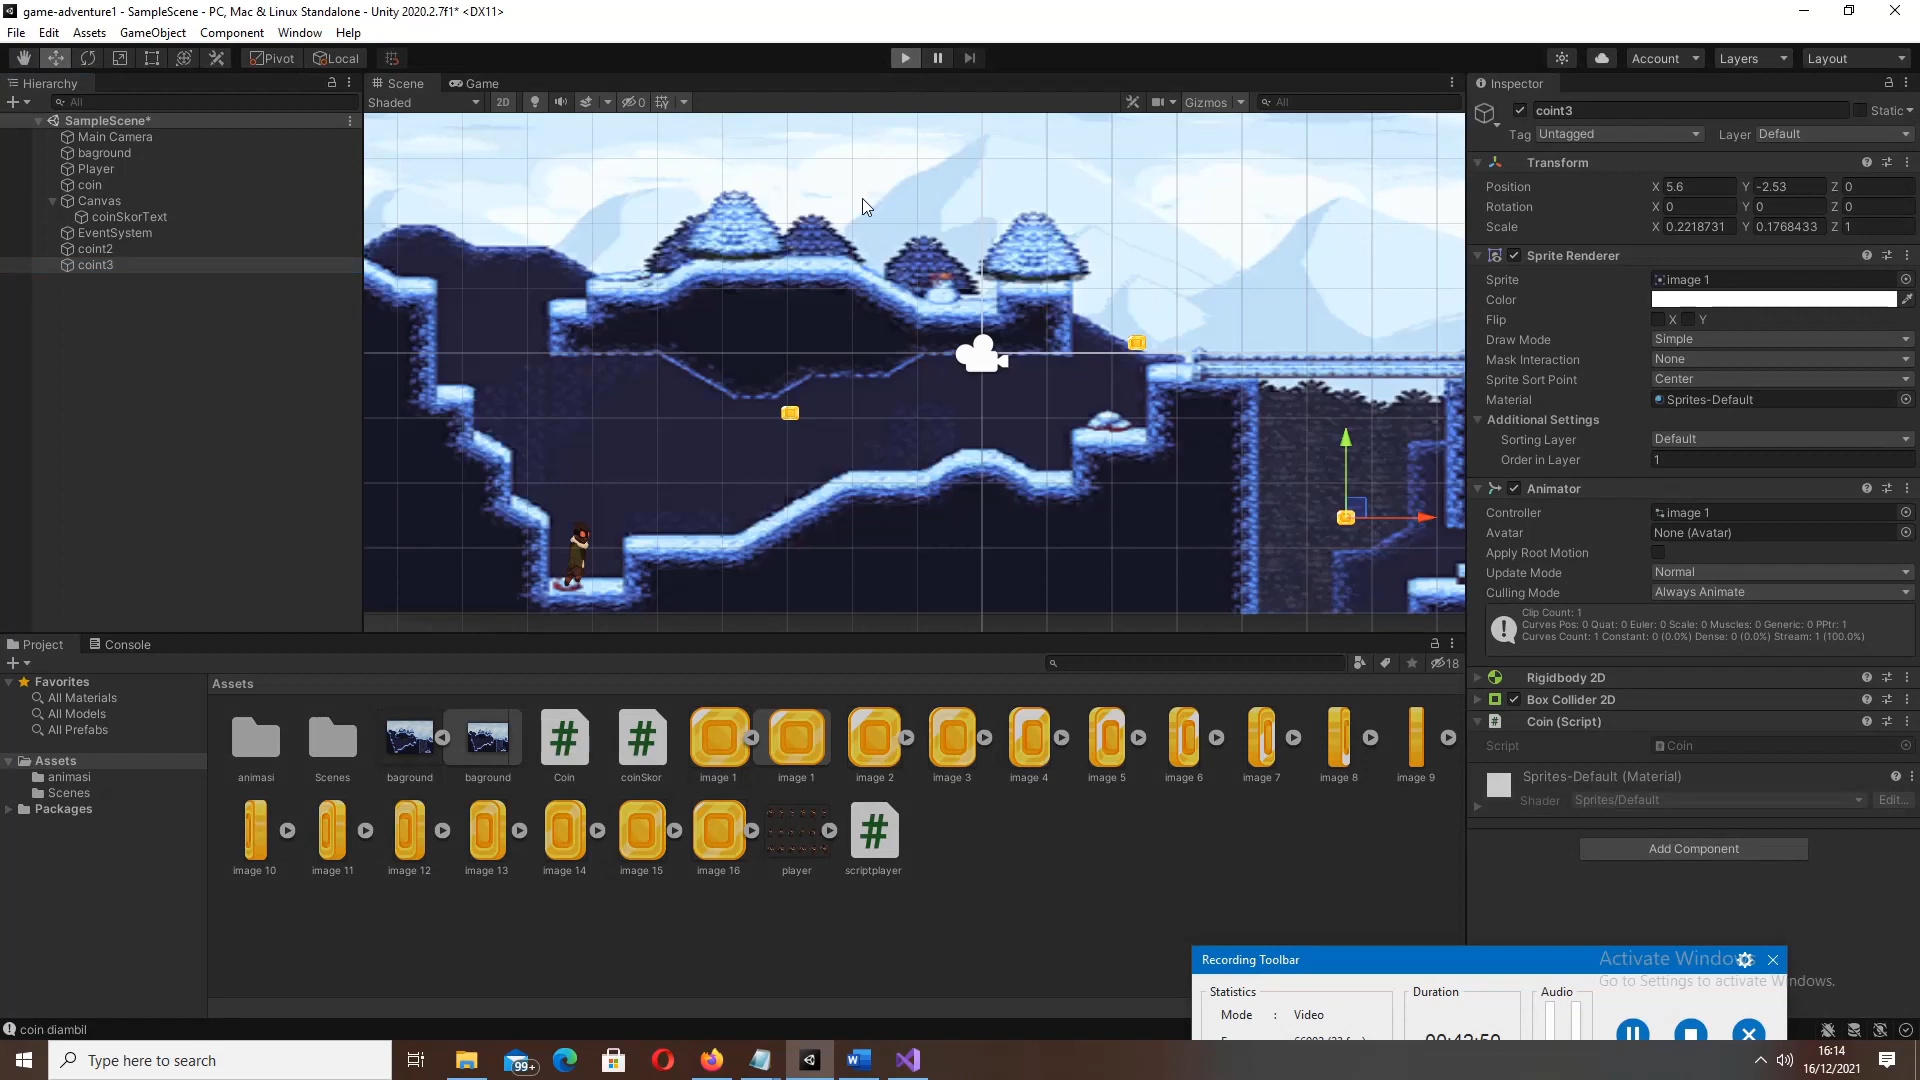 game-adventure1 - SampleScene - PC, Mac & Linux Standalone - Unity 2020.2.7f1* <DX11>
File Edit Assets GameObject Component Window Help
Pivot Local Account Layers Layout
Hierarchy
All
SampleScene*
Main Camera
baground
Player
coin
Canvas
coinSkorText
EventSystem
coint2
coint3
Scene Game
Shaded 2D 0 Gizmos All
Inspector
coint3 Static
Tag Untagged Layer Default
Transform
Position X 5.6 Y -2.53 Z 0
Rotation X 0 Y 0 Z 0
Scale X 0.2218731 Y 0.1768433 Z 1
Sprite Renderer
Sprite image 1
Color
Flip X Y
Draw Mode Simple
Mask Interaction None
Sprite Sort Point Center
Material Sprites-Default
Additional Settings
Sorting Layer Default
Order in Layer 1
Animator
Controller image 1
Avatar None (Avatar)
Apply Root Motion
Update Mode Normal
Culling Mode Always Animate
Clip Count: 1
Curves Pos: 0 Quat: 0 Euler: 0 Scale: 0 Muscles: 0 Generic: 0 PPtr: 1
Curves Count: 1 Constant: 0 (0.0%) Dense: 0 (0.0%) Stream: 1 (100.0%)
Rigidbody 2D
Box Collider 2D
Coin (Script)
Script Coin
Sprites-Default (Material)
Shader Sprites/Default Edit...
Add Component
Project Console
18
Favorites
All Materials
All Models
All Prefabs
Assets
animasi
Scenes
Packages
Assets
animasi Scenes baground baground Coin coinSkor image 1 image 1 image 2 image 3 image 4 image 5 image 6 image 7 image 8 image 9
image 10 image 11 image 12 image 13 image 14 image 15 image 16 player scriptplayer
Recording Toolbar
Statistics Duration Audio
Mode : Video
Activate Windows
Go to Settings to activate Windows.
coin diambil
Type here to search
99+
16:14
16/12/2021